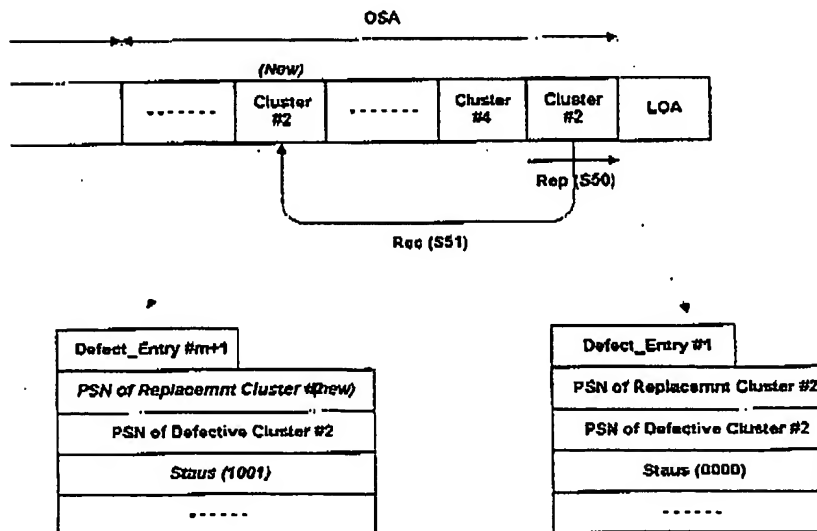 OSA
(New)
Cluster #2
Cluster #4
Cluster #2
LOA
Rep (S50)
Rec (S51)
Defect_Entry #m+1
PSN of Replacemnt Cluster (new)
PSN of Defective Cluster #2
Staus (1001)
Defect_Entry #1
PSN of Replacemnt Cluster #2
PSN of Defective Cluster #2
Staus (0000)